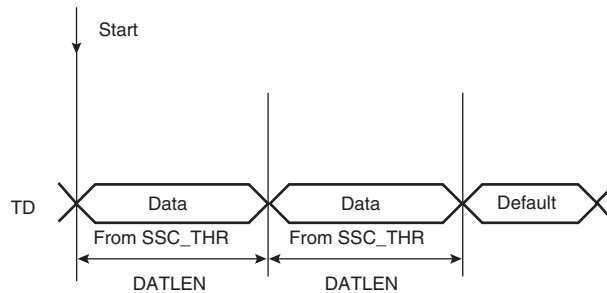 Start
TD
Data
Data
Default
From SSC_THR
From SSC_THR
DATLEN
DATLEN